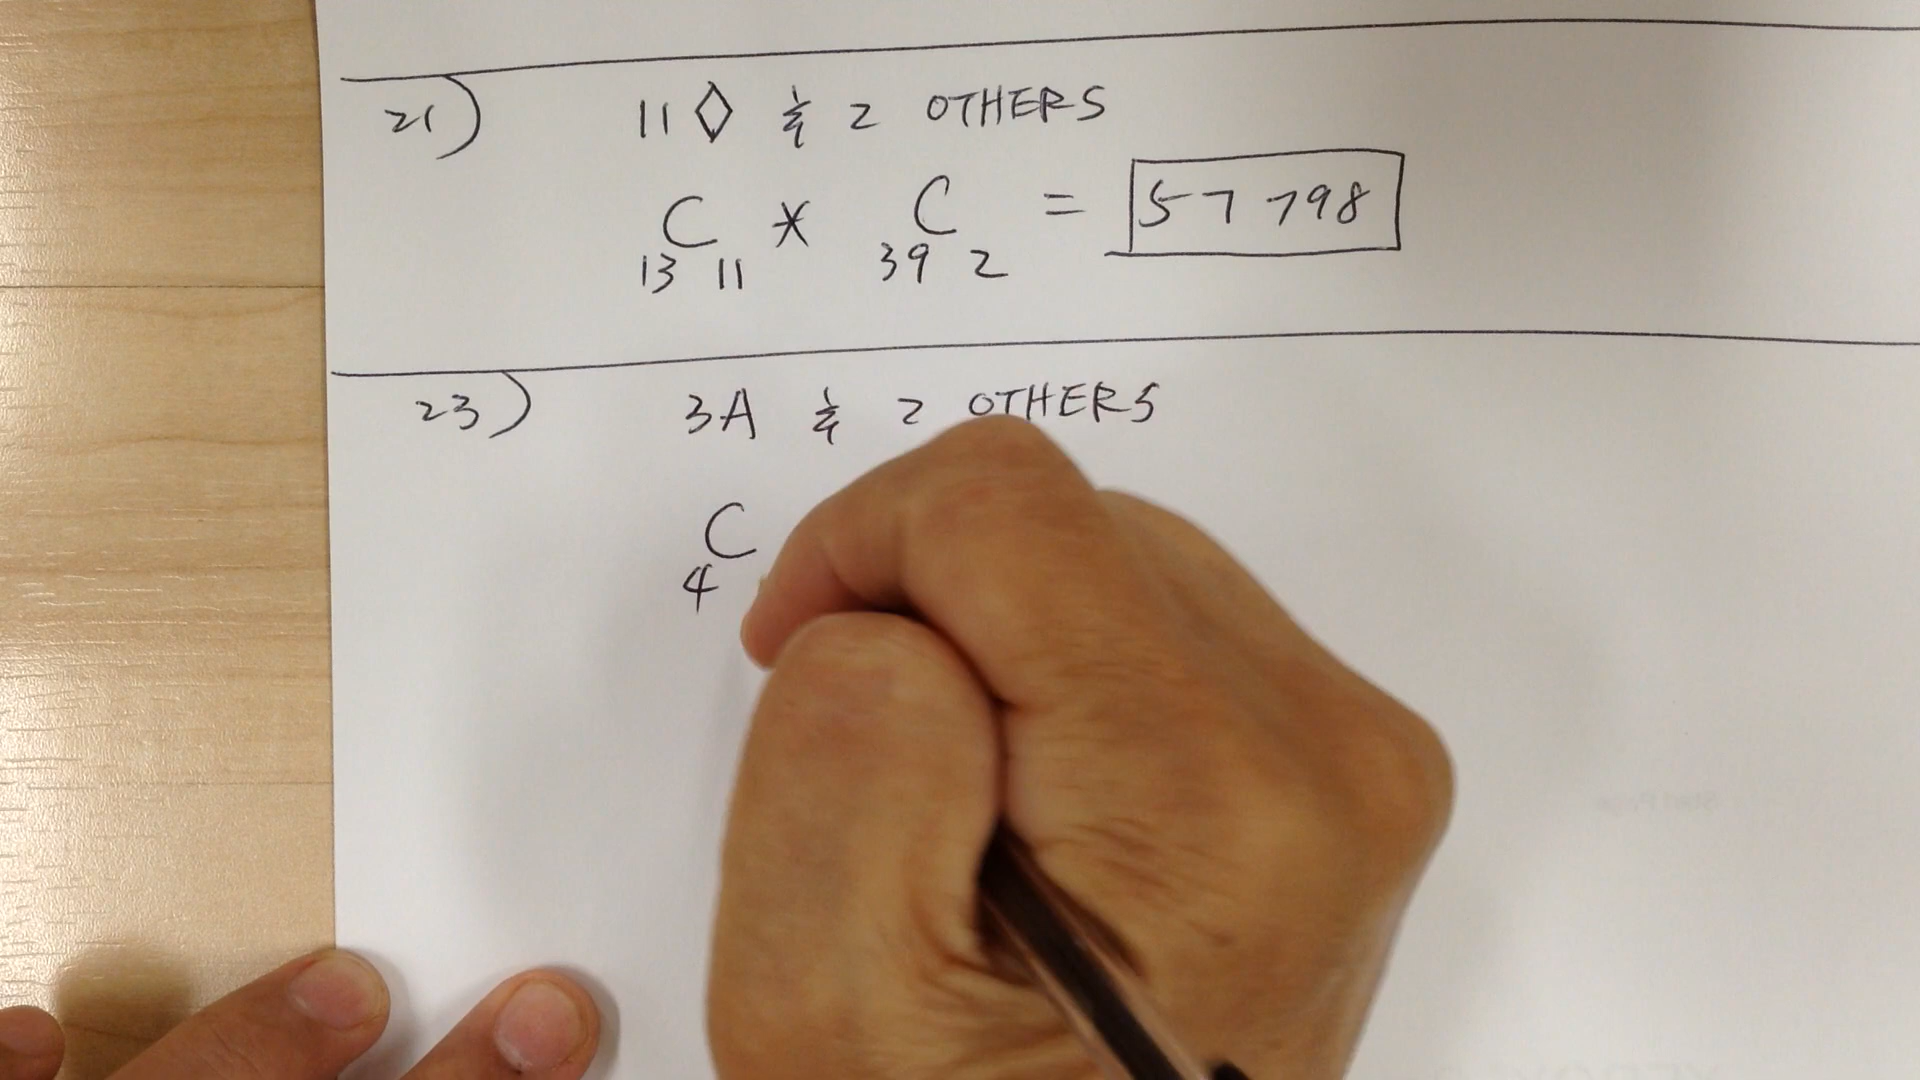 21) 11◊ & 2 OTHERS
C * C = 57798
13 11 39 2
23) 3A & 2 OTHERS
C
4